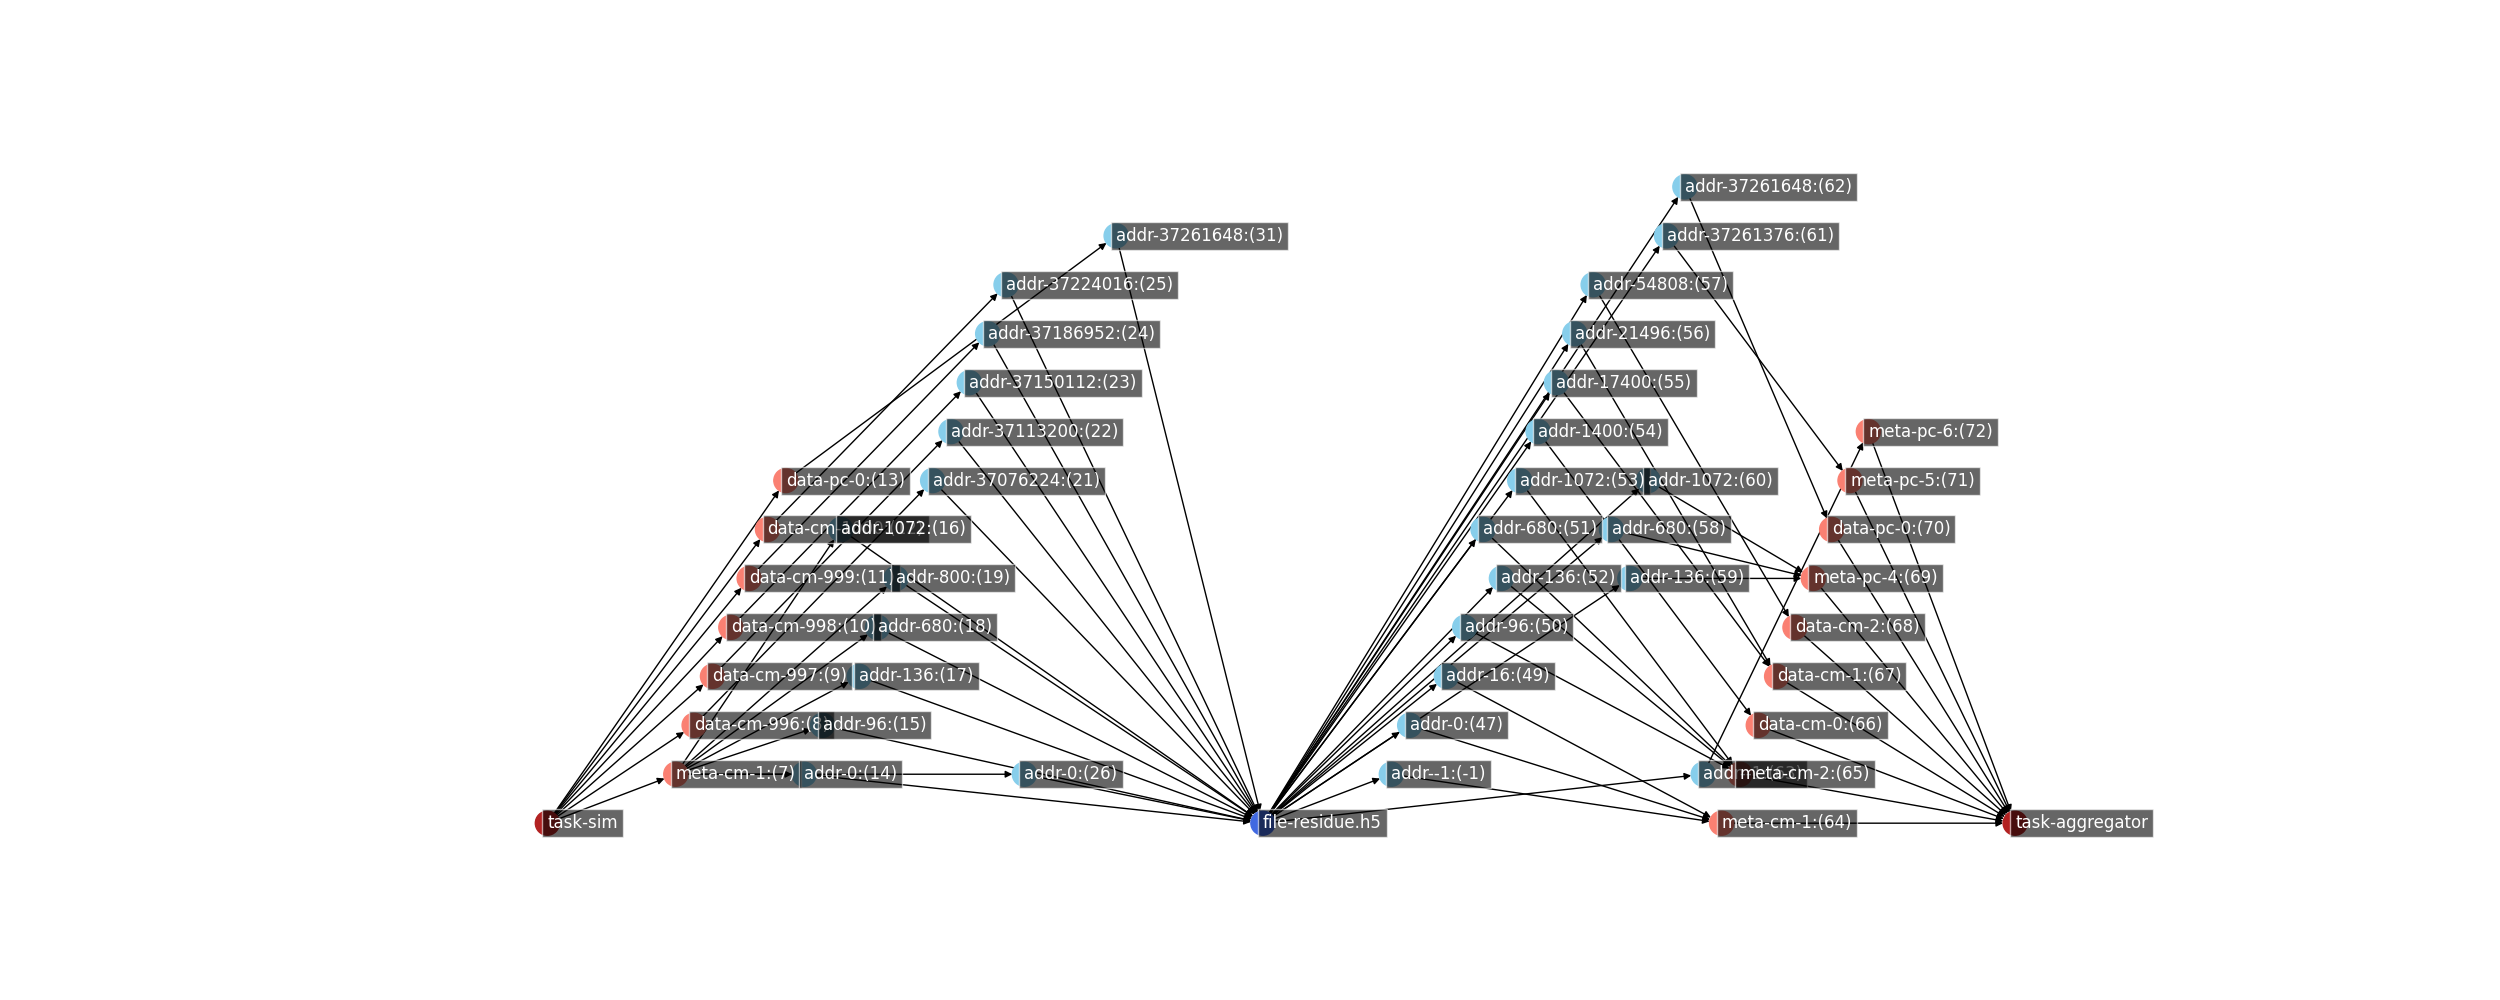 addr-37261648:(62)
addr-37261648:(31)
addr-37261376:(61)
addr-37224016:(25)
addr-54808:(57)
addr-37186952:(24)
addr-21496:(56)
addr-37150112:(23)
addr-17400:(55)
addr-37113200:(22)
addr-1400:(54)
meta-pc-6:(72)
data-pc-0:(13)
addr-37076224:(21)
addr-1072:(53)
addr-1072:(60)
meta-pc-5:(71)
data-cm
addr-1072:(16)
addr-680:(51)
addr-680:(58)
data-pc-0:(70)
data-cm-999:(11)
addr-800:(19)
addr-136:(52)
addr-136:(59)
meta-pc-4:(69)
data-cm-998:(10)
addr-680:(18)
addr-96:(50)
data-cm-2:(68)
data-cm-997:(9)
addr-136:(17)
addr-16:(49)
data-cm-1:(67)
data-cm-996:(8)
addr-96:(15)
addr-0:(47)
data-cm-0:(66)
meta-cm-1:(7)
addr-0:(14)
addr-0:(26)
addr--1:(-1)
meta-cm-2:(65)
task-sim
file-residue.h5
meta-cm-1:(64)
task-aggregator